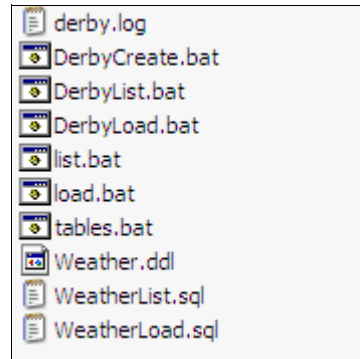 derby.log
DerbyCreate.bat
DerbyList.bat
DerbyLoad.bat
list.bat
load.bat
tables.bat
Weather.ddl
WeatherList.sql
WeatherLoad.sql